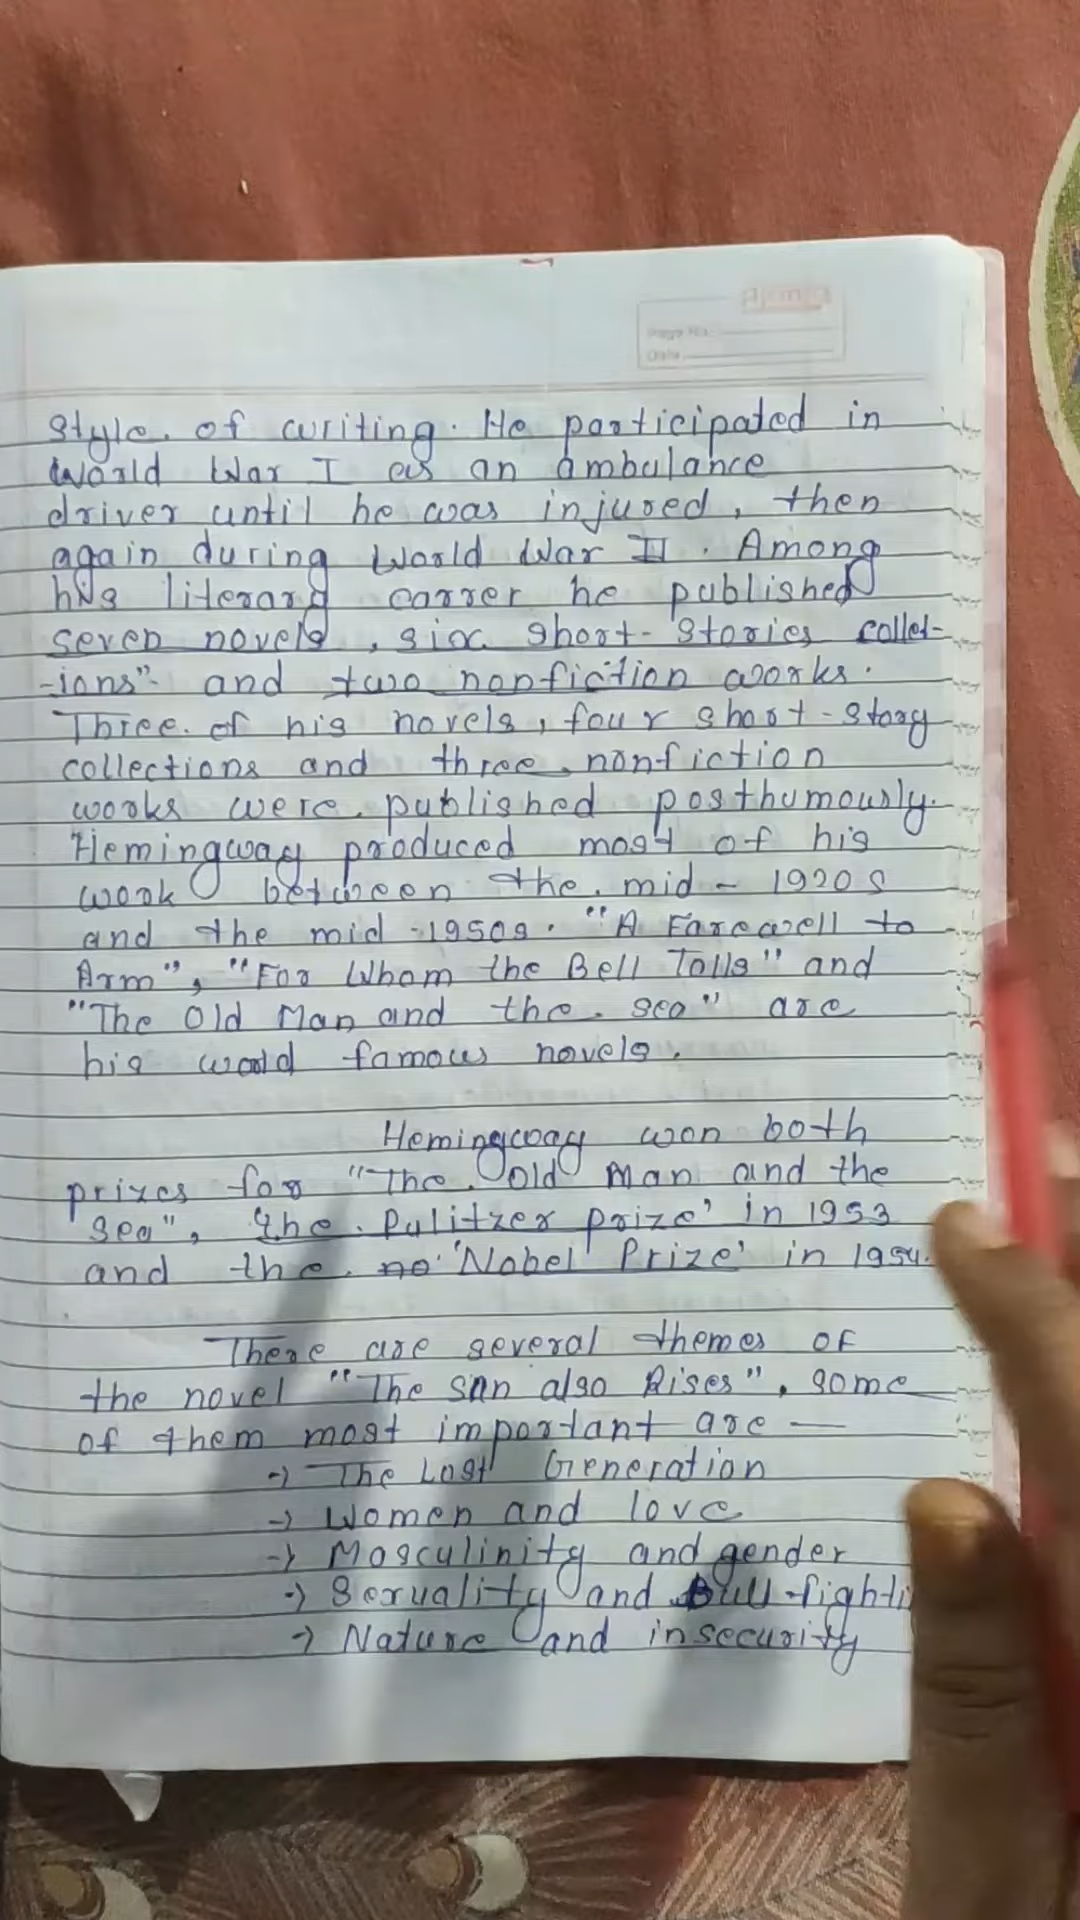 Page No.
Date
style. of writing. He participated in
World War I as an ambulance
driver until he was injured, then
again during World War II. Among
his literary carrer he published
seven novels, six short-stories collet-
-ions" and two nonfiction works.
Three of his novels, four short-story
collections and three nonfiction
works were published posthumously.
Hemingway produced most of his
work between the mid - 1920s
and the mid-1950s. "A Farewell to
Arm", "For Whom the Bell Tolls" and
"The Old Man and the sea" are
his world famous novels.
Hemingway won both
prizes for "The Old Man and the
Sea", the Pulitzer prize' in 1953
and the no 'Nobel Prize' in 1954.
There are several themes of
the novel "The Sun also Rises", some
of them most important are —
-> The Lost Generation
-> Women and love
-> Masculinity and gender
-> Sexuality and Bull-fighti
-> Nature and insecurity